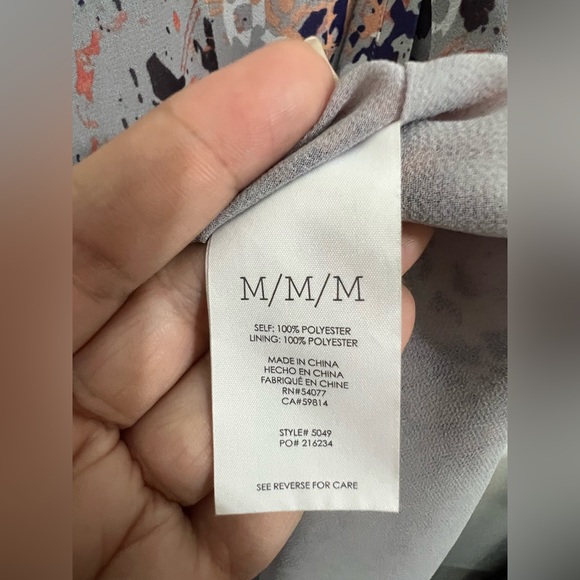 M/M/M
SELF: 100% POLYESTER
LINING: 100% POLYESTER
MADE IN CHINA
HECHO EN CHINA
FABRIQUÉ EN CHINE
RN#54077
CA#59814
STYLE# 5049
PO# 216234
SEE REVERSE FOR CARE